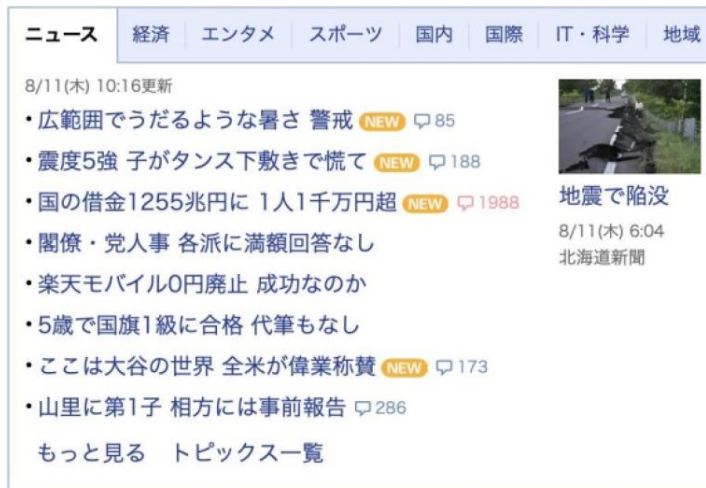 ニュース 経済 エンタメ スポーツ 国内 国際 IT・科学 地域
8/11(木) 10:16更新
・広範囲でうだるような暑さ 警戒 NEW 85
・震度5強 子がタンス下敷きで慌て NEW 188
・国の借金1255兆円に 1人1千万円超 NEW 1988
・閣僚・党人事 各派に満額回答なし
・楽天モバイル0円廃止 成功なのか
・5歳で国旗1級に合格 代筆もなし
・ここは大谷の世界 全米が偉業称賛 NEW 173
・山里に第1子 相方には事前報告 286
もっと見る トピックス一覧
地震で陥没
8/11(木) 6:04
北海道新聞